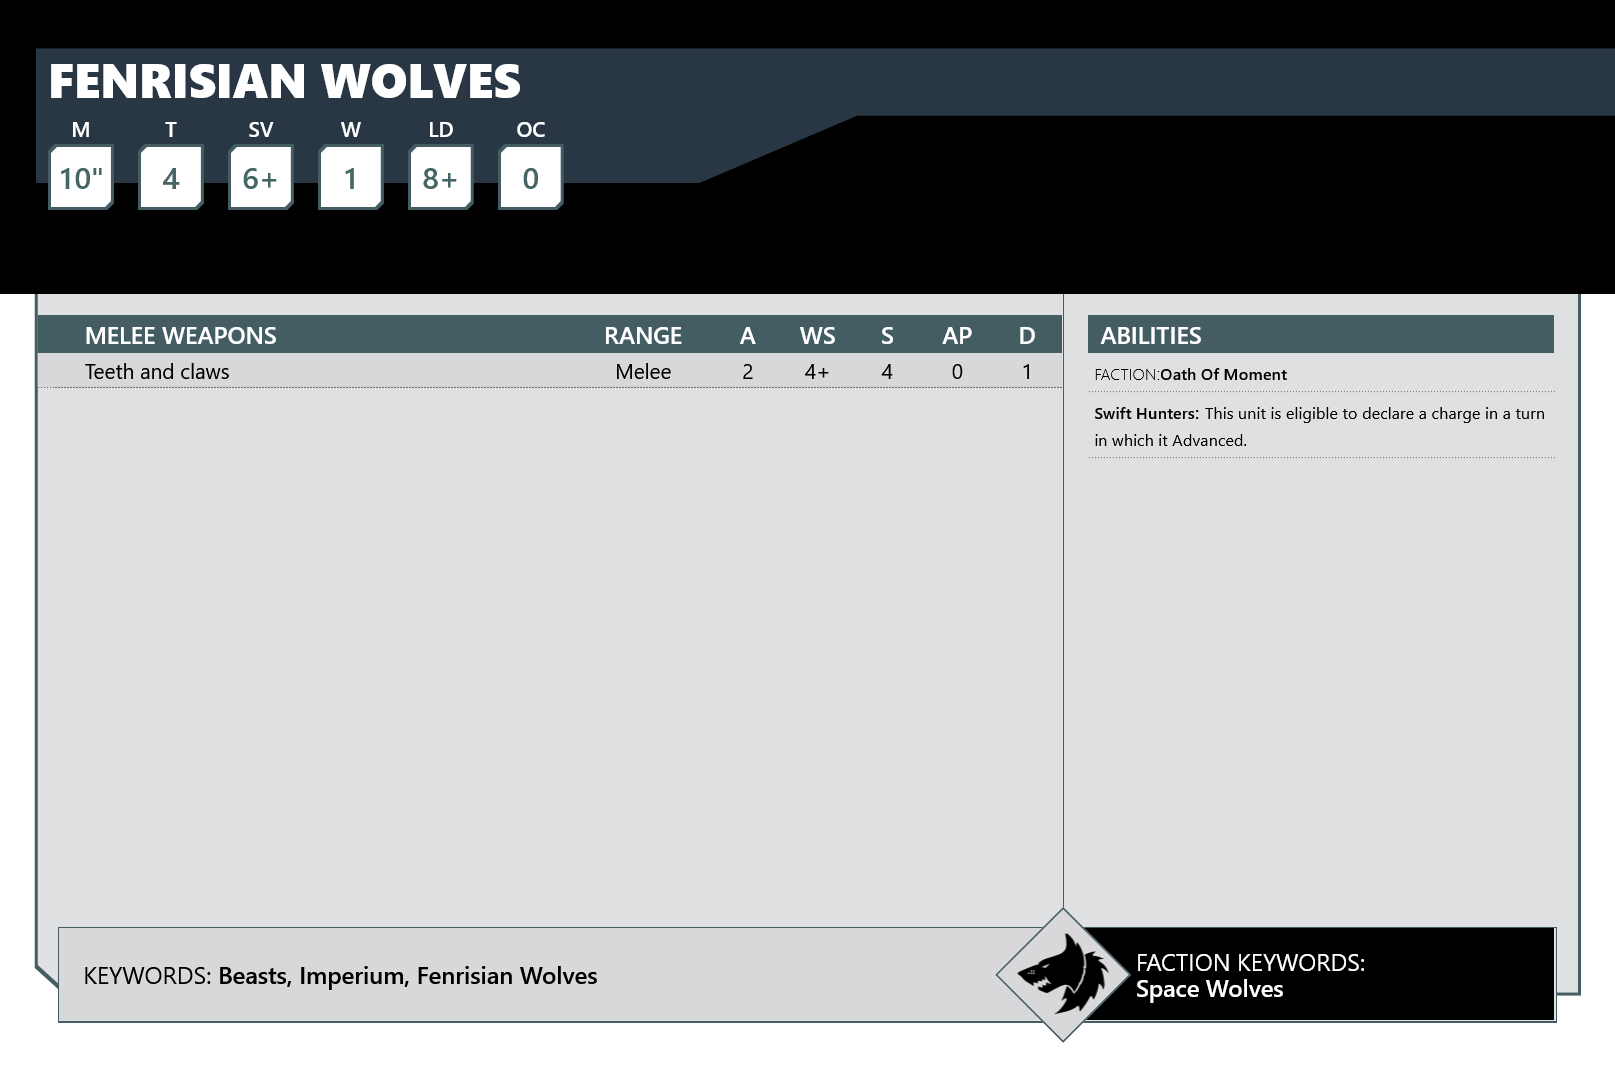 FENRISIAN WOLVES
M T SV W LD OC
10" 4 6+ 1 8+ 0
MELEE WEAPONS RANGE A WS S AP D
Teeth and claws Melee 2 4+ 4 0 1
ABILITIES
FACTION:Oath Of Moment
Swift Hunters: This unit is eligible to declare a charge in a turn
in which it Advanced.
KEYWORDS: Beasts, Imperium, Fenrisian Wolves
FACTION KEYWORDS:
Space Wolves